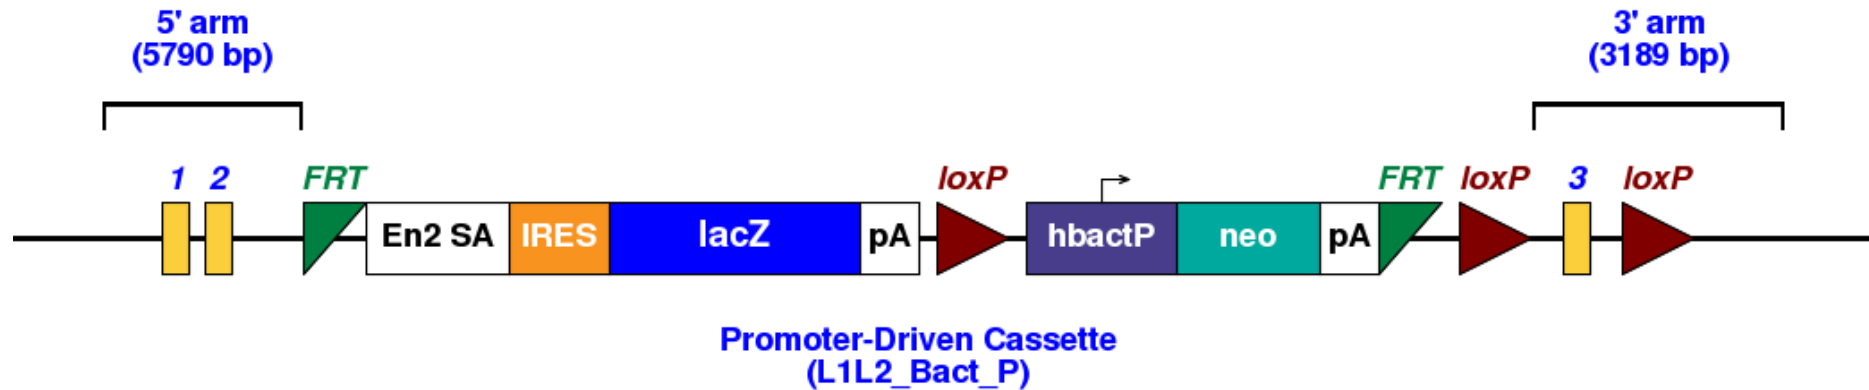 5' arm
(5790 bp)
3' arm
(3189 bp)
1 2 FRT loxP FRT loxP 3 loxP
En2 SA IRES lacZ pA hbactP neo pA
Promoter-Driven Cassette
(L1L2_Bact_P)